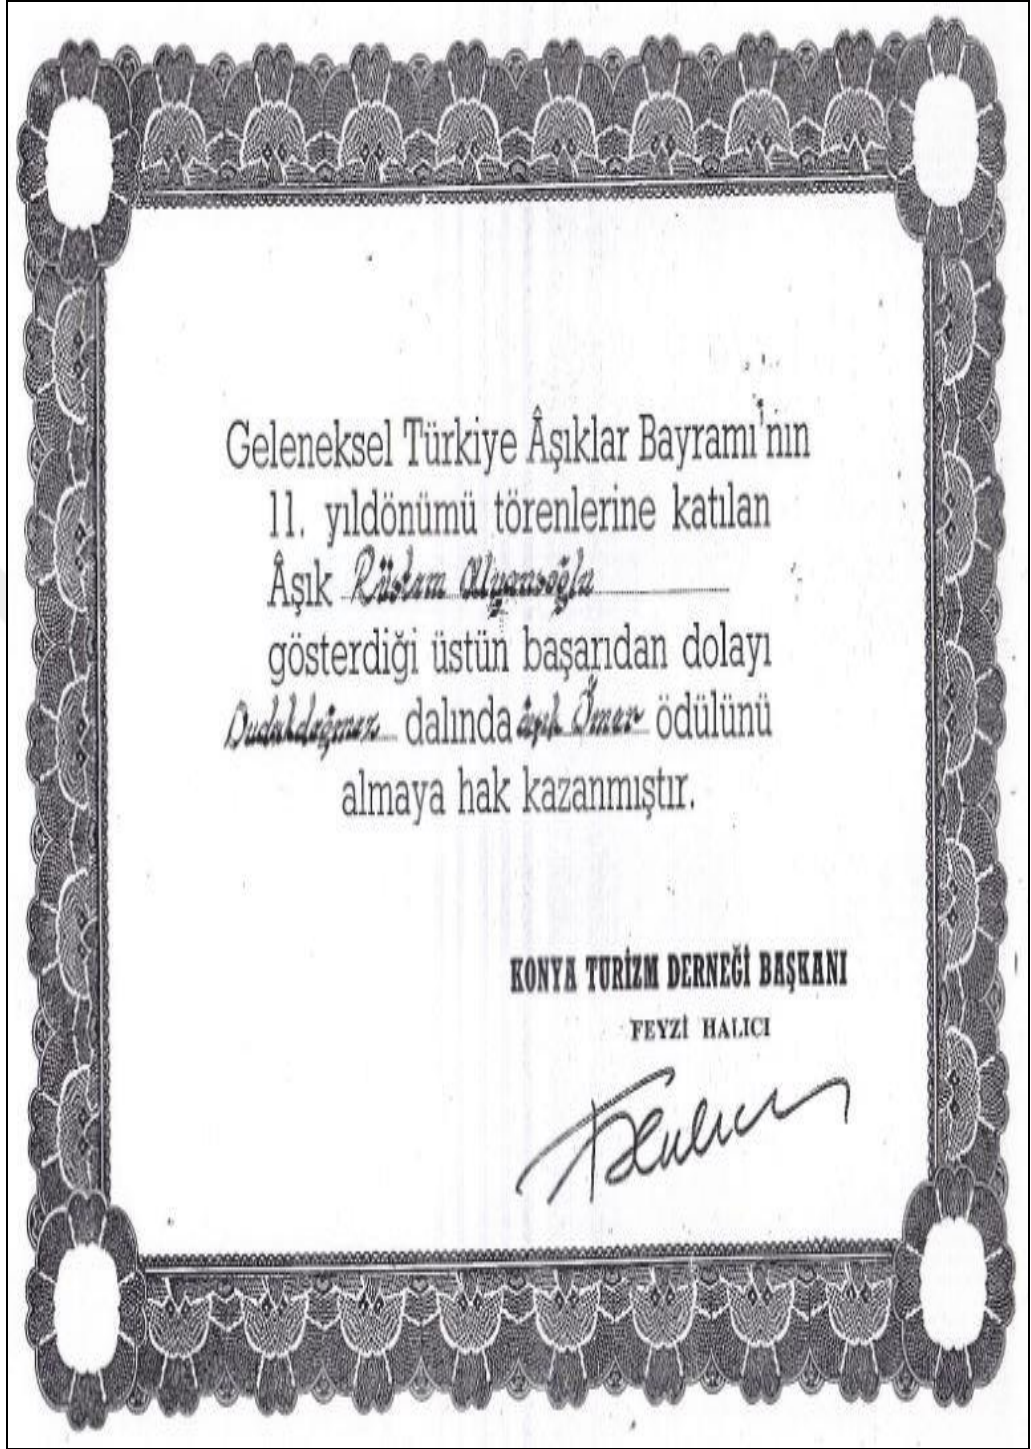 Geleneksel Türkiye Âşıklar Bayramı'nın
11. yıldönümü törenlerine katılan
Âşık Rüstem Alyansoğlu
gösterdiği üstün başarıdan dolayı
Dudakdeğmez dalında Âşık Ömer ödülünü
almaya hak kazanmıştır.
KONYA TURİZM DERNEĞİ BAŞKANI
FEYZİ HALICI